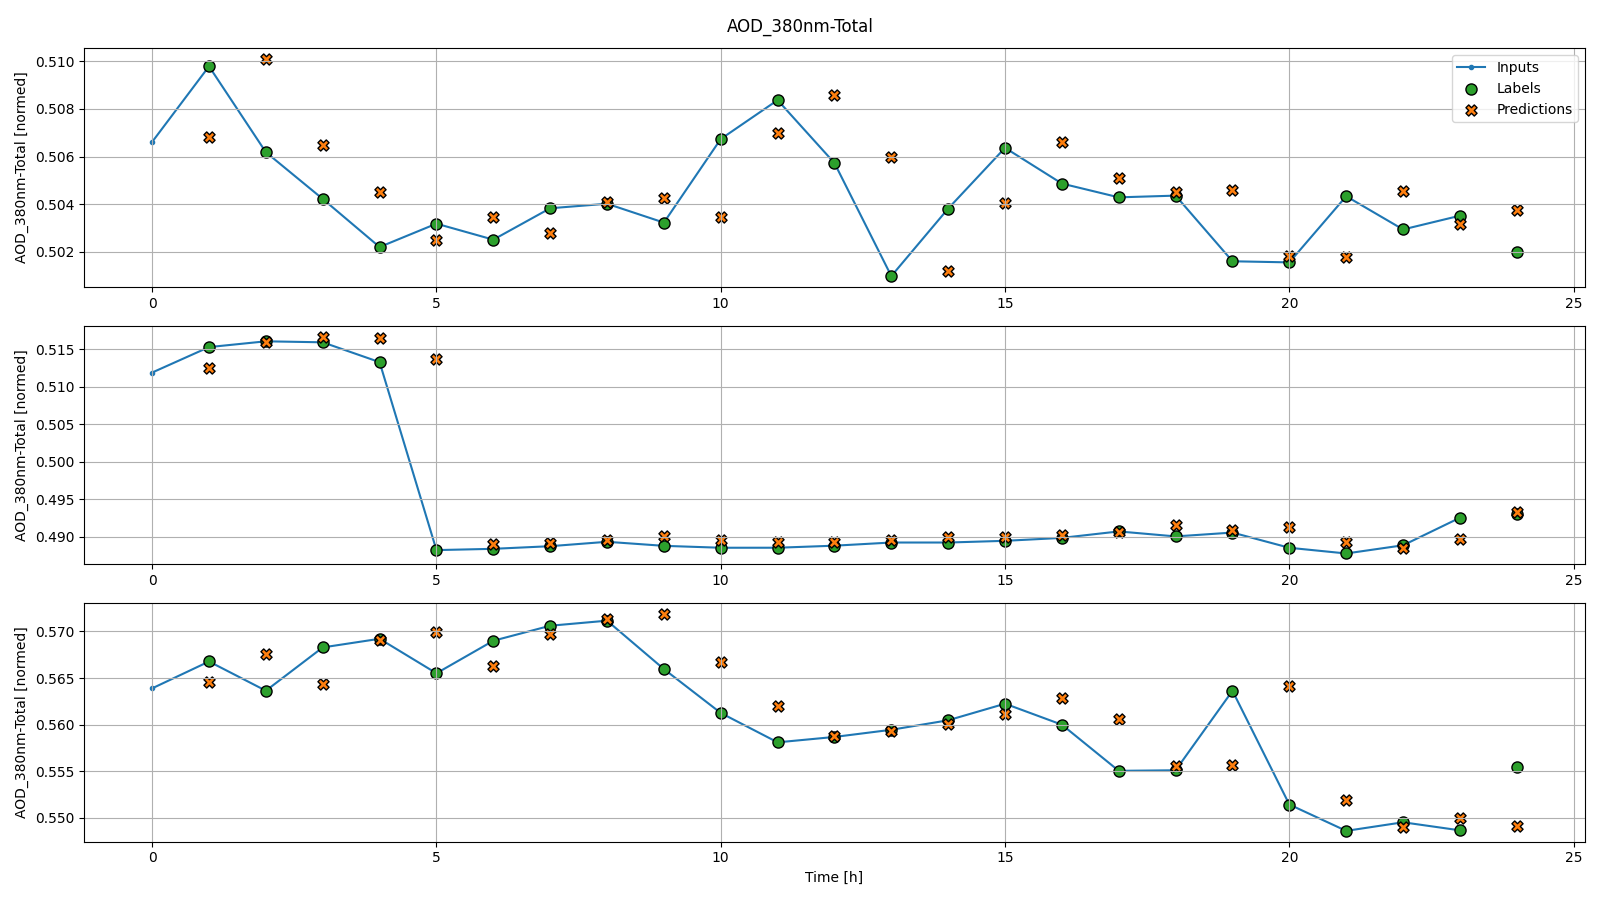 AOD_380nm-Total
AOD_380nm-Total [normed]
0.510
0.508
0.506
0.504
0.502
Inputs
Labels
Predictions
0 5 10 15 20 25
AOD_380nm-Total [normed]
0.515
0.510
0.505
0.500
0.495
0.490
0 5 10 15 20 25
AOD_380nm-Total [normed]
0.570
0.565
0.560
0.555
0.550
0 5 10 15 20 25
Time [h]